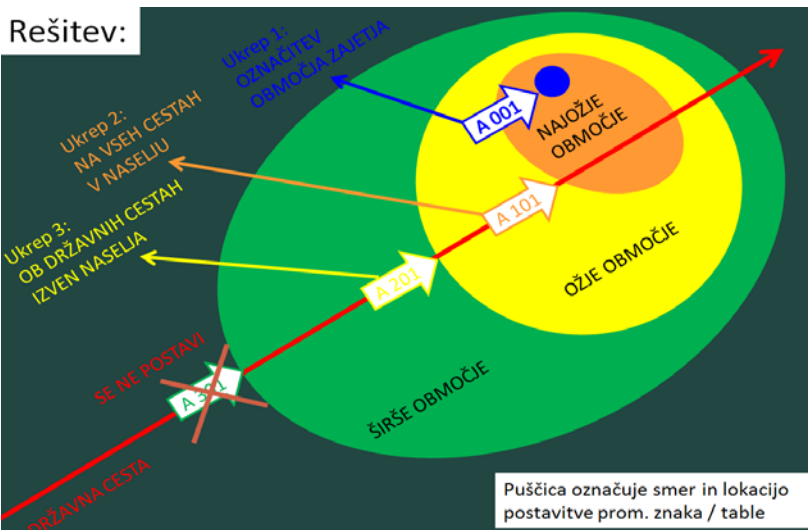 Rešitev:
Ukrep 1:
OZNAČITEV
OBMOČJA ZAJETJA
Ukrep 2:
NA VSEH CESTAH
V NASELJU
Ukrep 3:
OB DRŽAVNIH CESTAH
IZVEN NASELJA
A 001
NAJOŽJE
OBMOČJE
A 101
OŽJE OBMOČJE
A 201
SE NE POSTAVI
A 301
ŠIRŠE OBMOČJE
DRŽAVNA CESTA
Puščica označuje smer in lokacijo
postavitve prom. znaka / table